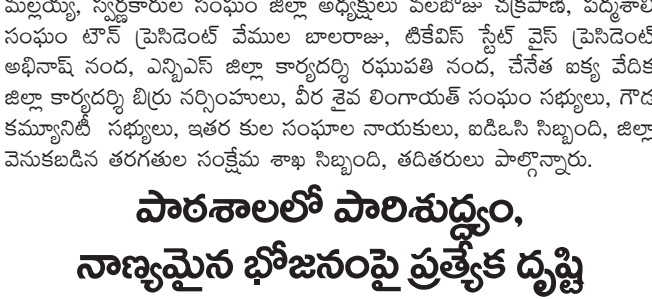 మల్లయ్య, స్వర్ణకారుల సంఘం జిల్లా అధ్యక్షులు వలబోజు చక్రపాణి, పద్మశాలి
సంఘం టౌన్ ప్రెసిడెంట్ వేముల బాలరాజు, టికేవిస్ స్టేట్ వైస్ ప్రెసిడెంట్
అభినాష్ నంద, ఎన్బిఎస్ జిల్లా కార్యదర్శి రఘుపతి నంద, చేనేత ఐక్య వేదిక
జిల్లా కార్యదర్శి బిర్రు నర్సింహులు, వీర శైవ లింగాయత్ సంఘం సభ్యులు, గౌడ
కమ్యూనిటీ సభ్యులు, ఇతర కుల సంఘాల నాయకులు, ఐడిఒసి సిబ్బంది, జిల్లా
వెనుకబడిన తరగతుల సంక్షేమ శాఖ సిబ్బంది, తదితరులు పాల్గొన్నారు.
పాఠశాలలో పారిశుద్ధ్యం,
నాణ్యమైన భోజనంపై ప్రత్యేక దృష్టి